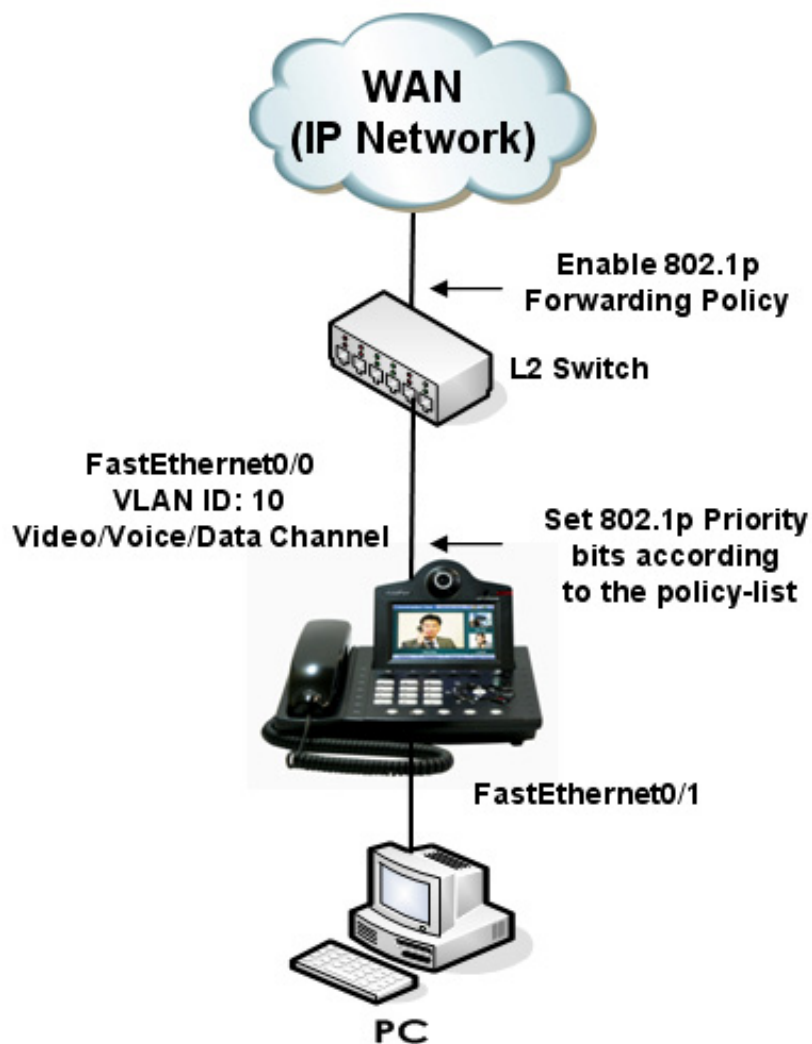 WAN
(IP Network)
Enable 802.1p
Forwarding Policy
L2 Switch
FastEthernet0/0
VLAN ID: 10
Video/Voice/Data Channel
Set 802.1p Priority
bits according
to the policy-list
FastEthernet0/1
PC